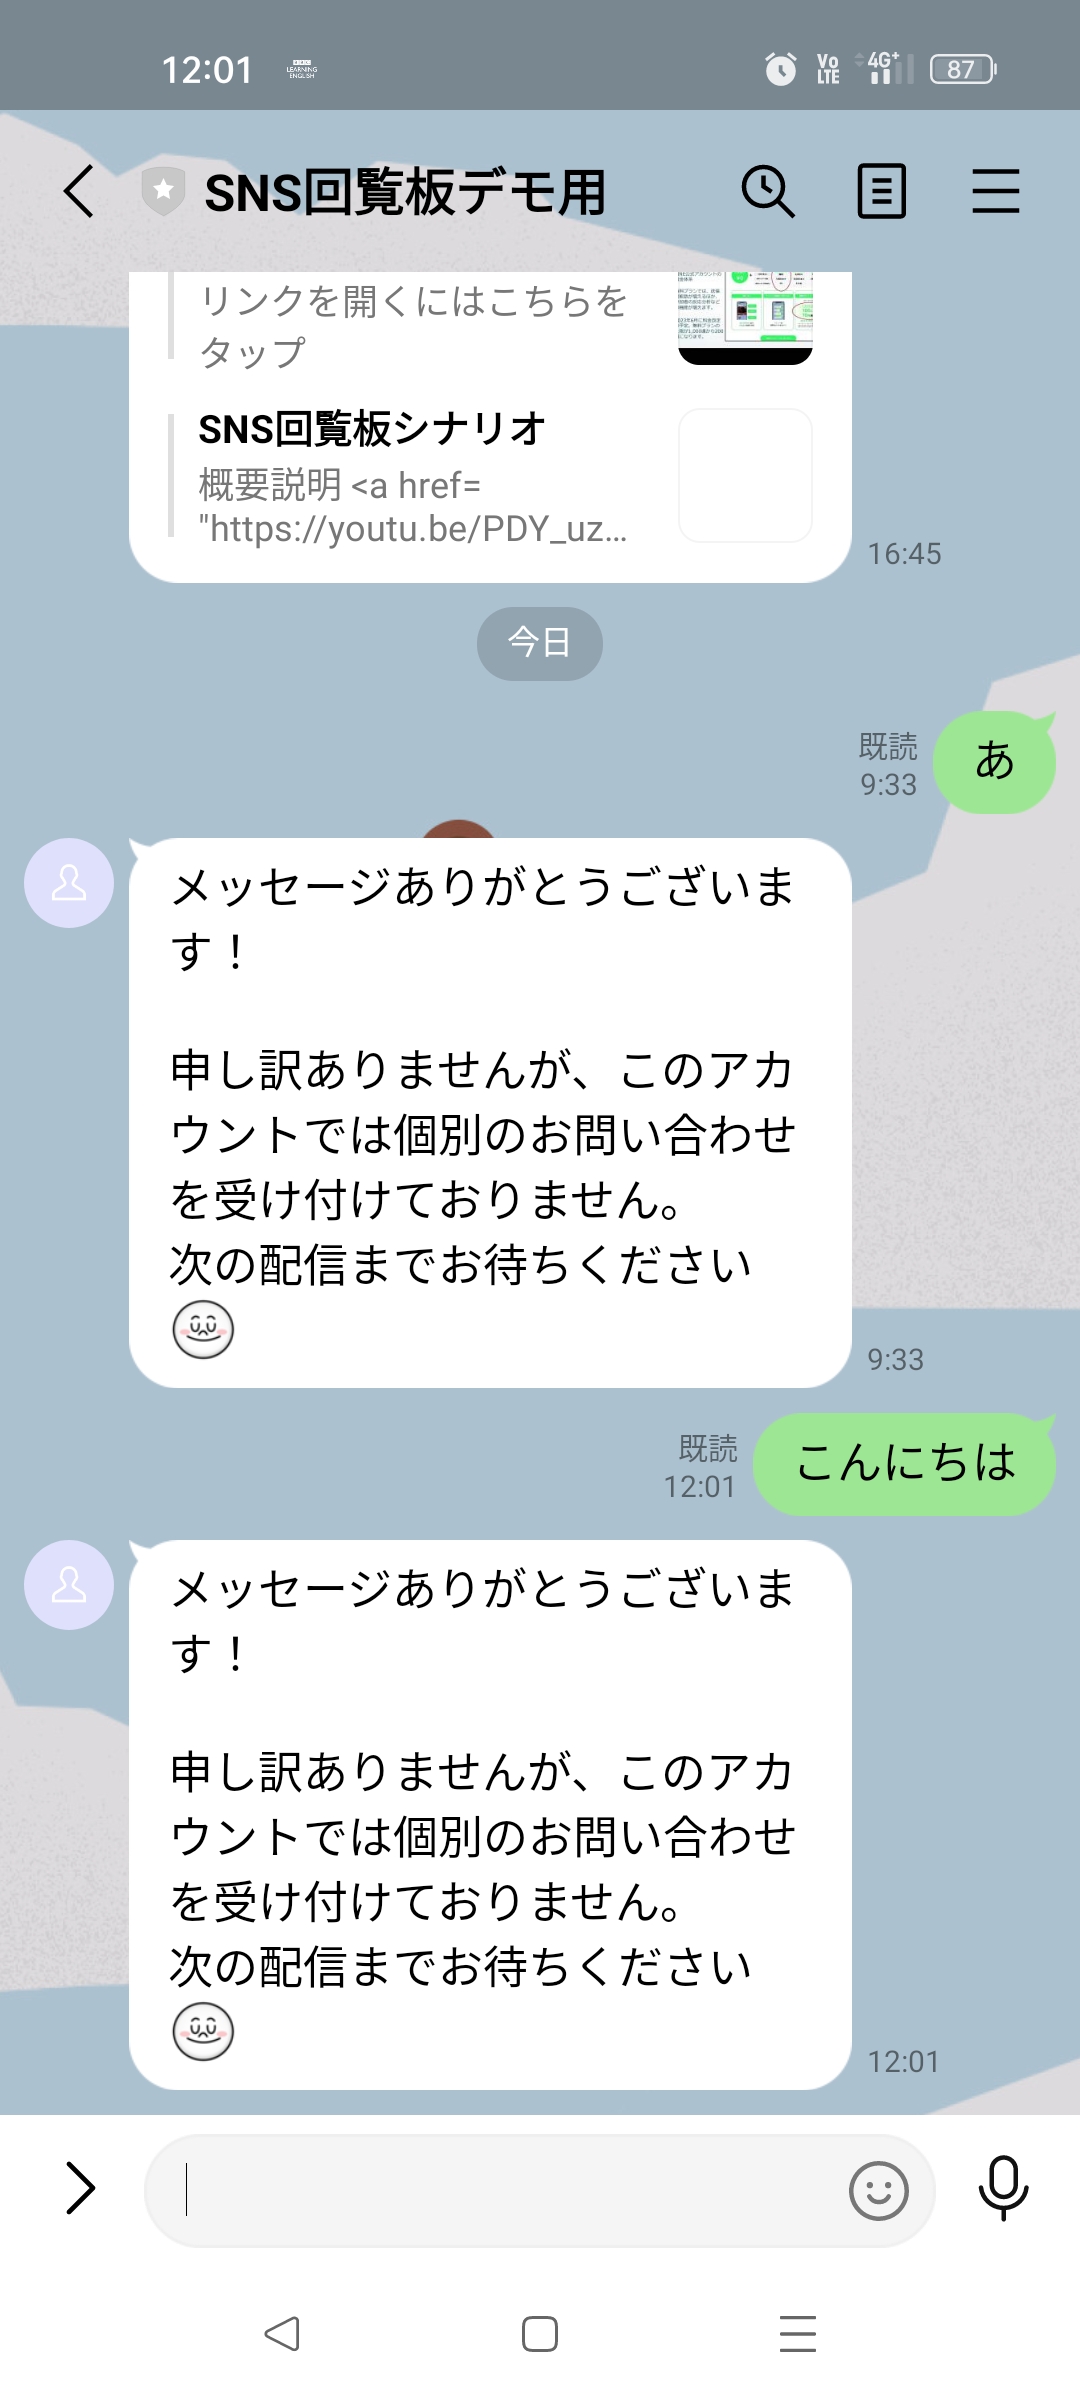 12:01
BBC
LEARNING
ENGLISH
Vo
LTE
4G+
87
SNS回覧板デモ用
リンクを開くにはこちらを
タップ
SNS回覧板シナリオ
概要説明 <a href=
"https://youtu.be/PDY_uz...
16:45
今日
既読
9:33
あ
メッセージありがとうございま
す！
申し訳ありませんが、このアカ
ウントでは個別のお問い合わせ
を受け付けておりません。
次の配信までお待ちください
9:33
既読
12:01
こんにちは
メッセージありがとうございま
す！
申し訳ありませんが、このアカ
ウントでは個別のお問い合わせ
を受け付けておりません。
次の配信までお待ちください
12:01